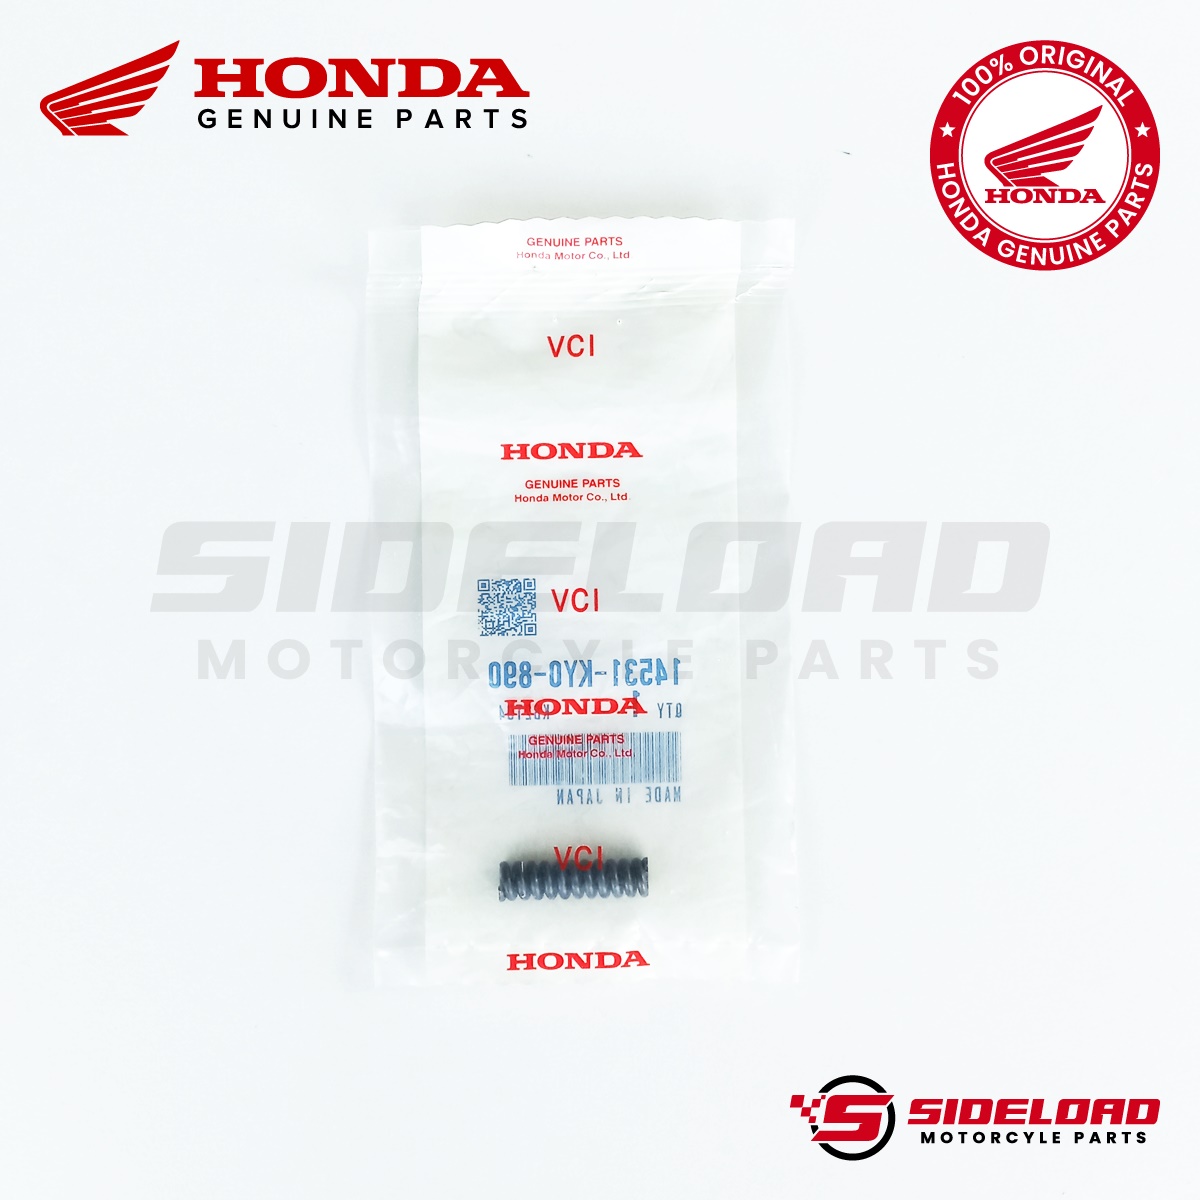 HONDA
GENUINE PARTS
100% ORIGINAL
HONDA
HONDA GENUINE PARTS
GENUINE PARTS
Honda Motor Co., Ltd
VCI
HONDA
GENUINE PARTS
Honda Motor Co., Ltd.
SIDELOAD
VCI
MOTORCYCLE PARTS
14531-KY0-890
QTY 1
HONDA
GENUINE PARTS
Honda Motor Co., Ltd.
MADE IN JAPAN
VCI
HONDA
S SIDELOAD
MOTORCYLE PARTS